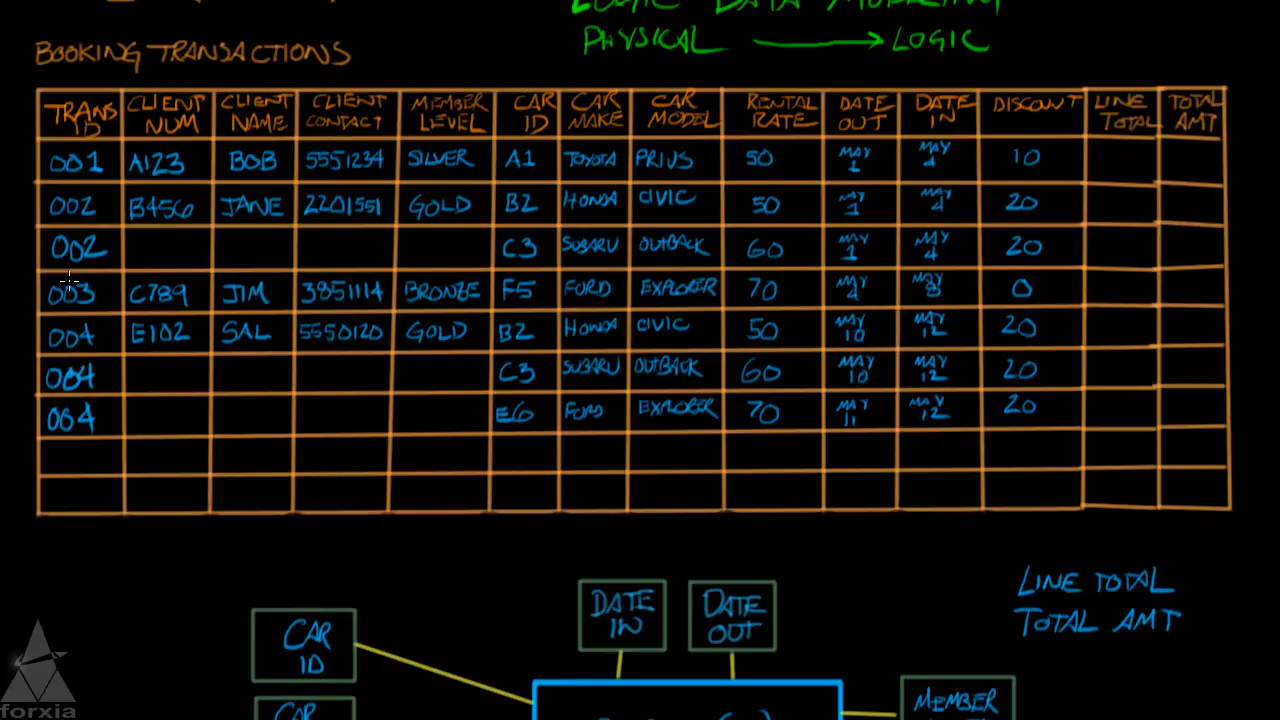 LOGIC DATA MODELING
PHYSICAL → LOGIC
BOOKING TRANSACTIONS
TRANS ID CLIENT NUM CLIENT NAME CLIENT CONTACT MEMBER LEVEL CAR ID CAR MAKE CAR MODEL RENTAL RATE DATE OUT DATE IN DISCOUNT LINE TOTAL TOTAL AMT
001 A123 BOB 5551234 SILVER A1 TOYOTA PRIUS 50 MAY 1 MAY 4 10
002 B456 JANE 2201551 GOLD B2 HONDA CIVIC 50 MAY 1 MAY 4 20
002 C3 SUBARU OUTBACK 60 MAY 1 MAY 4 20
003 C789 JIM 3851114 BRONZE F5 FORD EXPLORER 70 MAY 4 MAY 8 0
004 E102 SAL 5550120 GOLD B2 HONDA CIVIC 50 MAY 10 MAY 12 20
004 C3 SUBARU OUTBACK 60 MAY 10 MAY 12 20
004 E6 FORD EXPLORER 70 MAY 11 MAY 12 20
LINE TOTAL
TOTAL AMT
DATE IN
DATE OUT
CAR ID
CAR
MEMBER
forxia